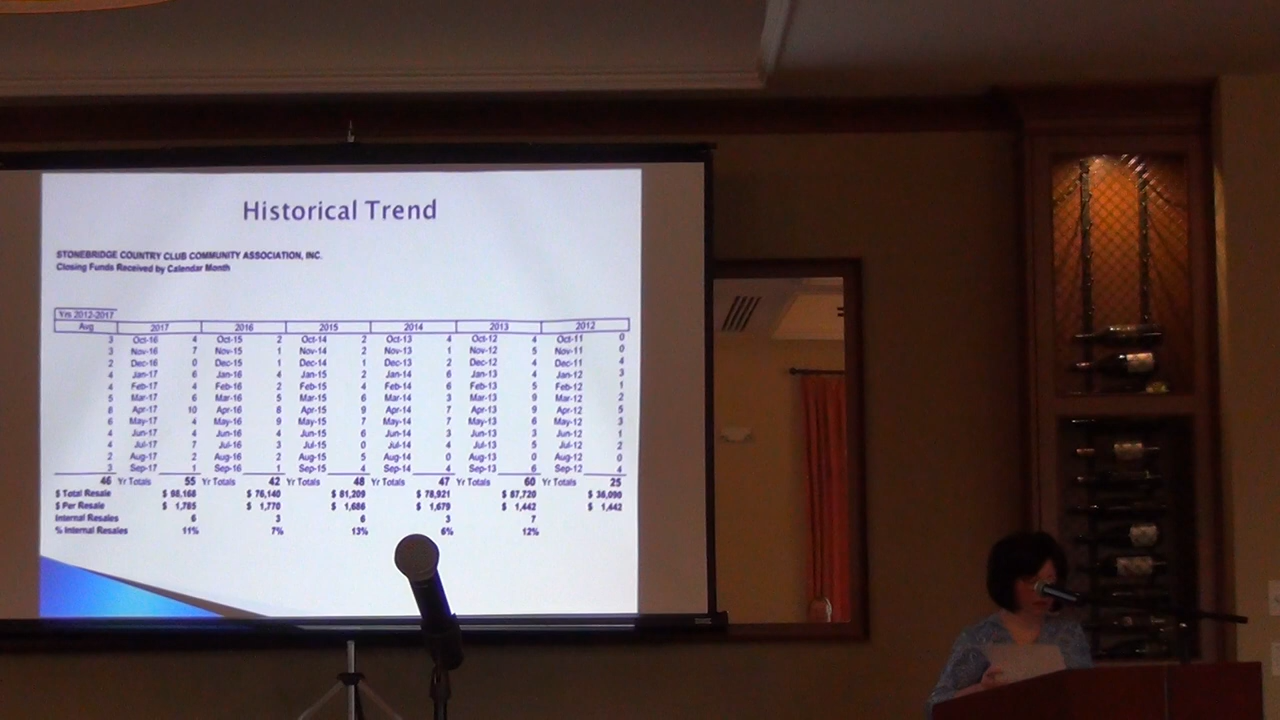 Historical Trend
STONEBRIDGE COUNTRY CLUB COMMUNITY ASSOCIATION, INC.
Closing Funds Received by Calendar Month
Yrs 2012-2017
Avg 2017 2016 2015 2014 2013 2012
3 Oct-16 4 Oct-15 2 Oct-14 2 Oct-13 4 Oct-12 4 Oct-11 0
3 Nov-16 7 Nov-15 1 Nov-14 2 Nov-13 1 Nov-12 5 Nov-11 0
2 Dec-16 0 Dec-15 1 Dec-14 1 Dec-13 2 Dec-12 4 Dec-11 4
4 Jan-17 6 Jan-16 4 Jan-15 2 Jan-14 6 Jan-13 4 Jan-12 3
4 Feb-17 4 Feb-16 2 Feb-15 4 Feb-14 6 Feb-13 5 Feb-12 1
5 Mar-17 6 Mar-16 5 Mar-15 6 Mar-14 3 Mar-13 9 Mar-12 2
8 Apr-17 10 Apr-16 8 Apr-15 9 Apr-14 7 Apr-13 9 Apr-12 5
6 May-17 4 May-16 9 May-15 7 May-14 7 May-13 8 May-12 3
4 Jun-17 4 Jun-16 4 Jun-15 6 Jun-14 3 Jun-13 3 Jun-12 1
4 Jul-17 7 Jul-16 3 Jul-15 0 Jul-14 4 Jul-13 5 Jul-12 2
2 Aug-17 2 Aug-16 2 Aug-15 5 Aug-14 0 Aug-13 0 Aug-12 0
3 Sep-17 1 Sep-16 1 Sep-15 4 Sep-14 4 Sep-13 6 Sep-12 4
46 Yr Totals 55 Yr Totals 42 Yr Totals 48 Yr Totals 47 Yr Totals 60 Yr Totals 25
$ Total Resale $ 76,140 $ 81,209 $ 78,921 $ 87,720 $ 36,090
$ Per Resale $ 1,785 $ 1,770 $ 1,686 $ 1,679 $ 1,442 $ 1,442
Internal Resales 6 3 6 3 7
% Internal Resales 11% 7% 13% 6% 12%